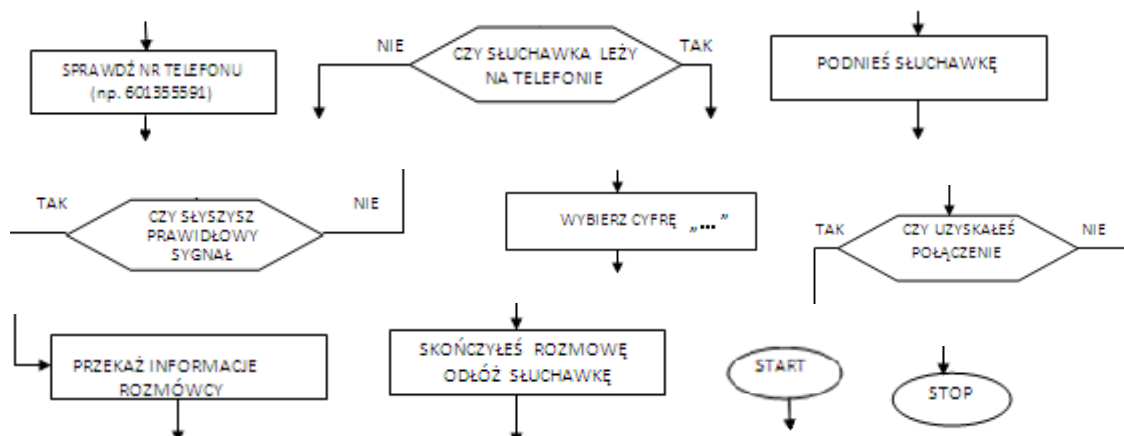 SPRAWDŹ NR TELEFONU
(np. 601355591)
NIE
CZY SŁUCHAWKA LEŻY
NA TELEFONIE
TAK
PODNIEŚ SŁUCHAWKĘ
TAK
CZY SŁYSZYSZ
PRAWIDŁOWY
SYGNAŁ
NIE
WYBIERZ CYFRĘ „...”
TAK
CZY UZYSKAŁEŚ
POŁĄCZENIE
NIE
PRZEKAŻ INFORMACJE
ROZMÓWCY
SKOŃCZYŁEŚ ROZMOWĘ
ODŁÓŻ SŁUCHAWKĘ
START
STOP